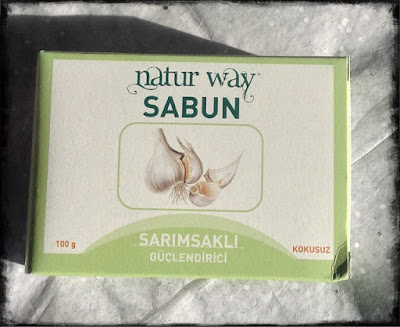 natur way
SABUN
100 g
SARIMSAKLI
GÜÇLENDİRİCİ
KOKUSUZ